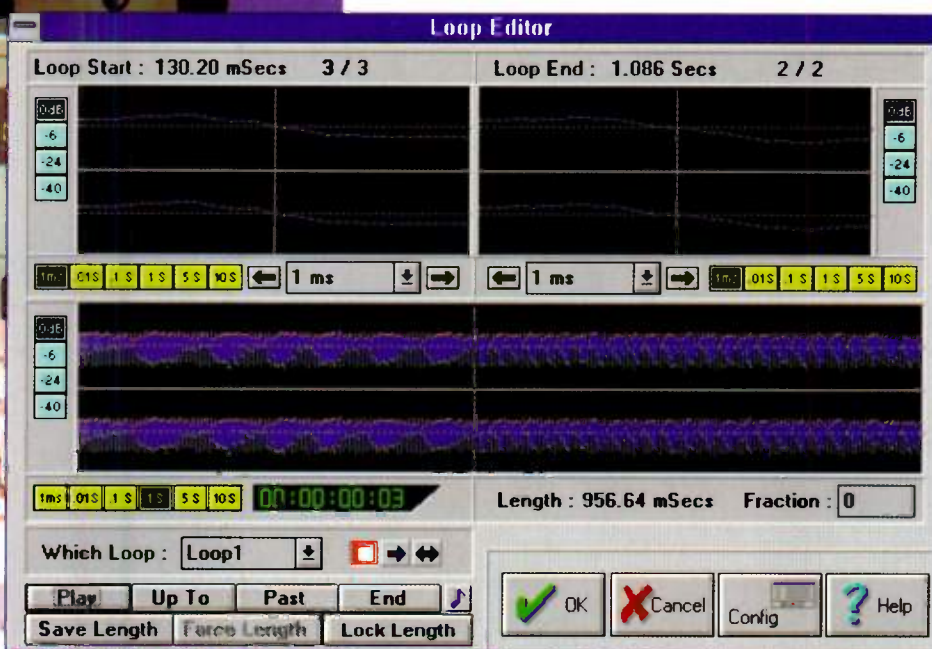 Loop Editor
Loop Start : 130.20 mSecs 3 / 3
Loop End : 1.086 Secs 2 / 2
0dB
-6
-24
-40
0dB
-6
-24
-40
1ms .01S .1 S 1 S 5 S 10S
1 ms
1 ms
1ms .01S .1 S 1 S 5 S 10S
0dB
-6
-24
-40
1ms .01S .1 S 1 S 5 S 10S
00:00:00:03
Length : 956.64 mSecs Fraction : 0
Which Loop : Loop1
Play Up To Past End
Save Length Force Length Lock Length
OK Cancel Config Help